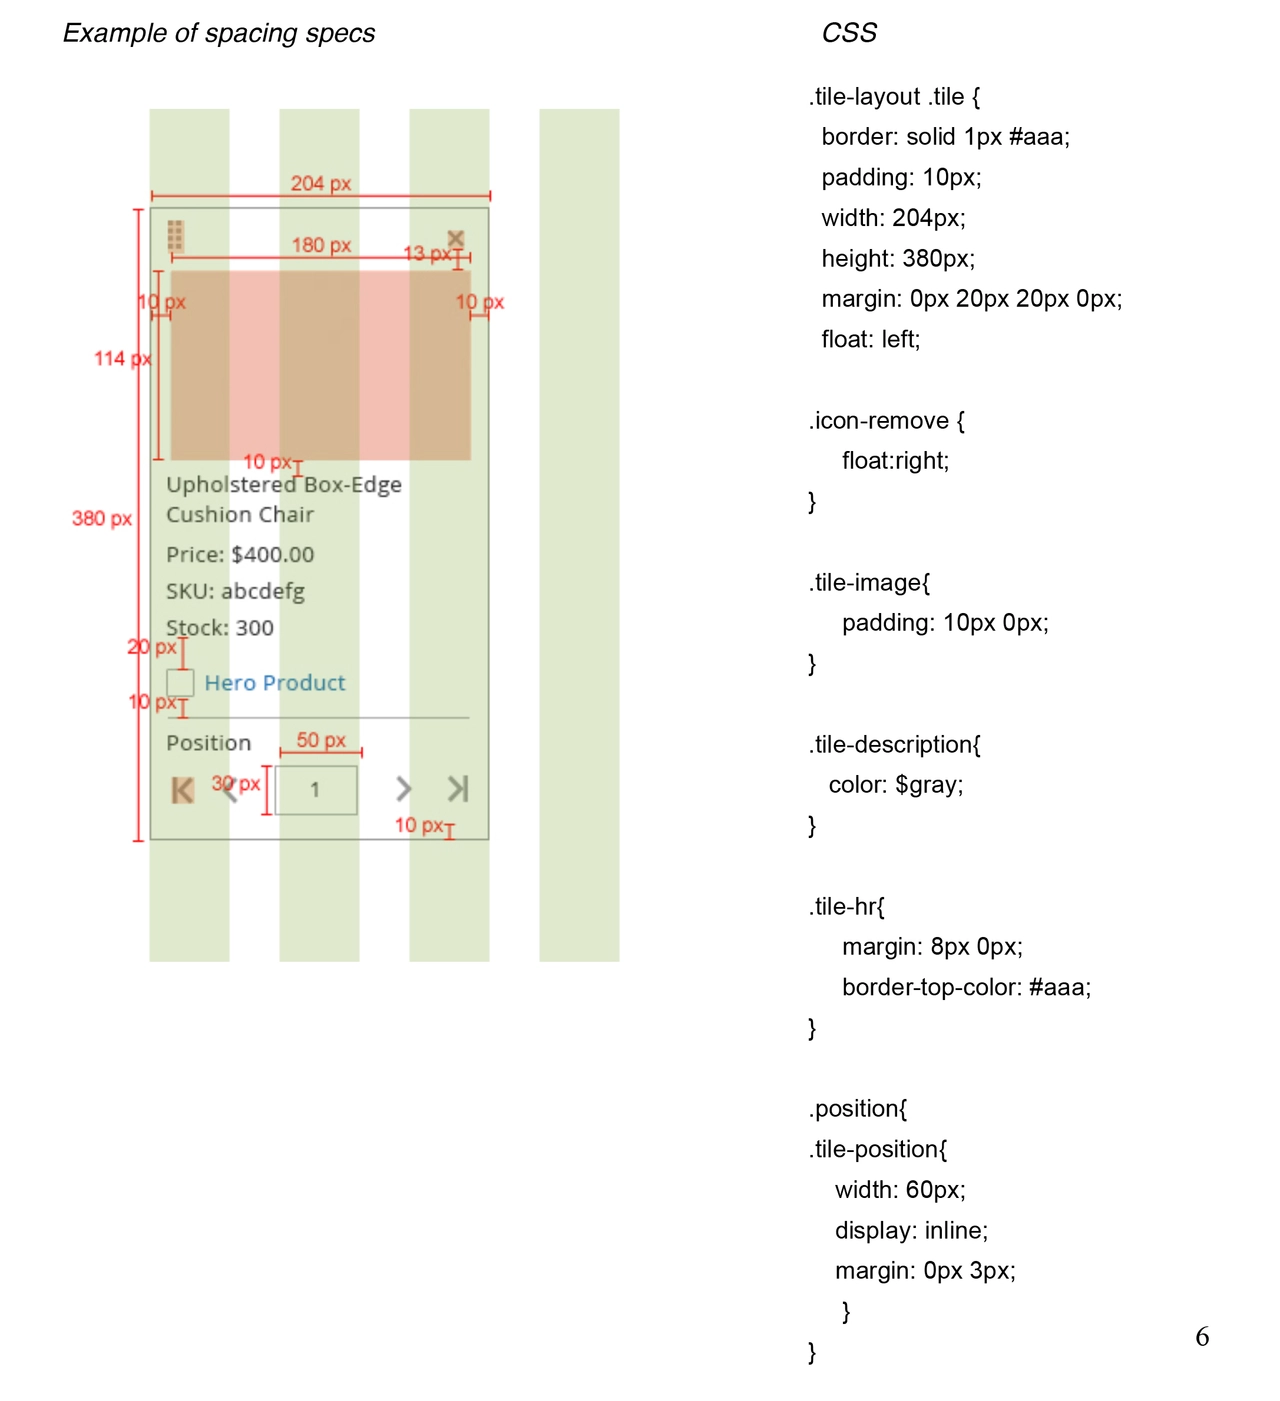 Example of spacing specs
204 px
180 px
13 px
10 px
10 px
114 px
10 px
Upholstered Box-Edge
Cushion Chair
380 px
Price: $400.00
SKU: abcdefg
Stock: 300
20 px
Hero Product
10 px
Position
50 px
30 px
1
10 px
CSS
.tile-layout .tile {
border: solid 1px #aaa;
padding: 10px;
width: 204px;
height: 380px;
margin: 0px 20px 20px 0px;
float: left;
.icon-remove {
float:right;
}
.tile-image{
padding: 10px 0px;
}
.tile-description{
color: $gray;
}
.tile-hr{
margin: 8px 0px;
border-top-color: #aaa;
}
.position{
.tile-position{
width: 60px;
display: inline;
margin: 0px 3px;
}
}
6